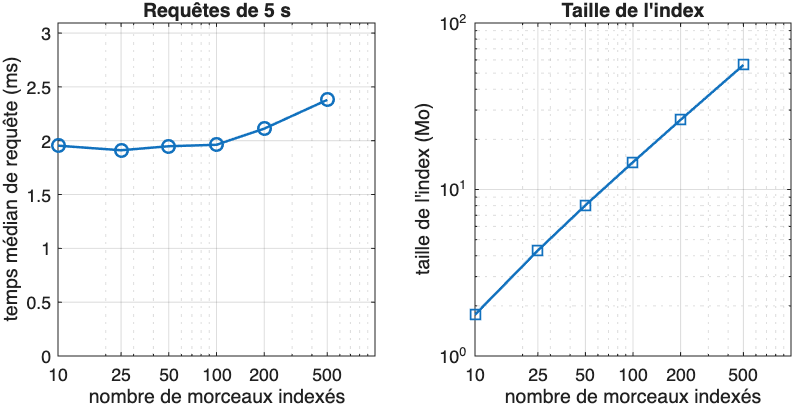 Requêtes de 5 s
temps médian de requête (ms)
3
2.5
2
1.5
1
0.5
0
10 25 50 100 200 500
nombre de morceaux indexés
Taille de l'index
taille de l'index (Mo)
10²
10¹
10⁰
10 25 50 100 200 500
nombre de morceaux indexés